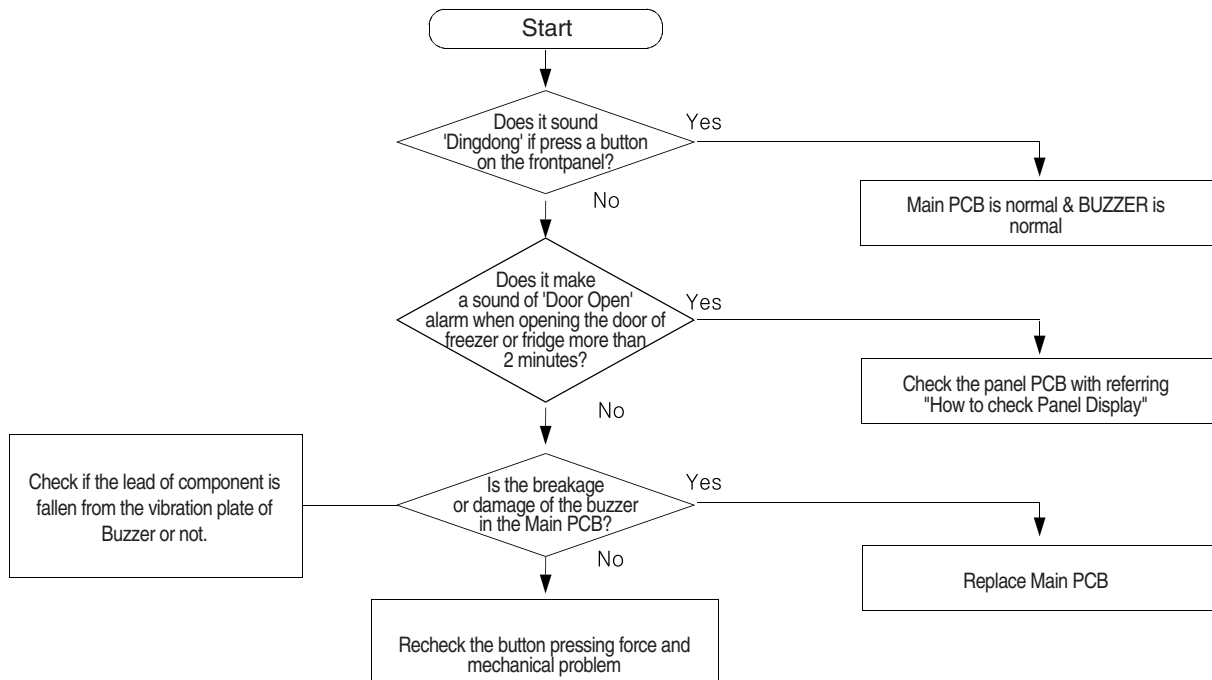 Start
Does it sound
'Dingdong' if press a button
on the frontpanel?
Yes
No
Main PCB is normal & BUZZER is
normal
Does it make
a sound of 'Door Open'
alarm when opening the door of
freezer or fridge more than
2 minutes?
Yes
No
Check the panel PCB with referring
"How to check Panel Display"
Check if the lead of component is
fallen from the vibration plate of
Buzzer or not.
Is the breakage
or damage of the buzzer
in the Main PCB?
Yes
No
Replace Main PCB
Recheck the button pressing force and
mechanical problem